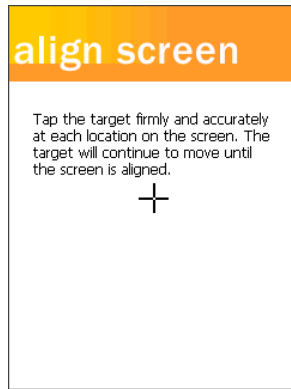 align screen
Tap the target firmly and accurately
at each location on the screen. The
target will continue to move until
the screen is aligned.